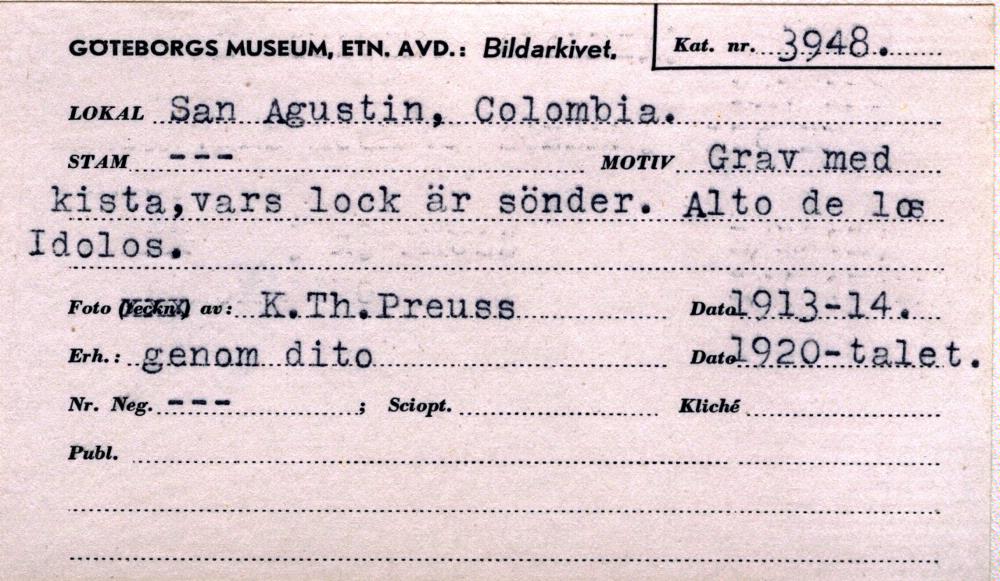 GÖTEBORGS MUSEUM, ETN. AVD.: Bildarkivet. Kat. nr. 3948.
LOKAL San Agustin, Colombia.
STAM --- MOTIV Grav med
kista,vars lock är sönder. Alto de los
Idolos.
Foto (teckn.) av: K.Th.Preuss Dato 1913-14.
Erh.: genom dito Dato 1920-talet.
Nr. Neg. --- ; Sciopt. Kliché
Publ.